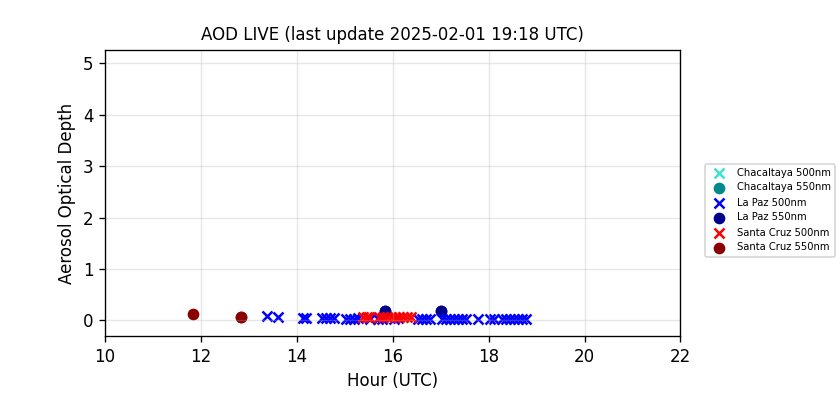 AOD LIVE (last update 2025-02-01 19:18 UTC)
5
4
3
2
1
0
Aerosol Optical Depth
10 12 14 16 18 20 22
Hour (UTC)
Chacaltaya 500nm
Chacaltaya 550nm
La Paz 500nm
La Paz 550nm
Santa Cruz 500nm
Santa Cruz 550nm